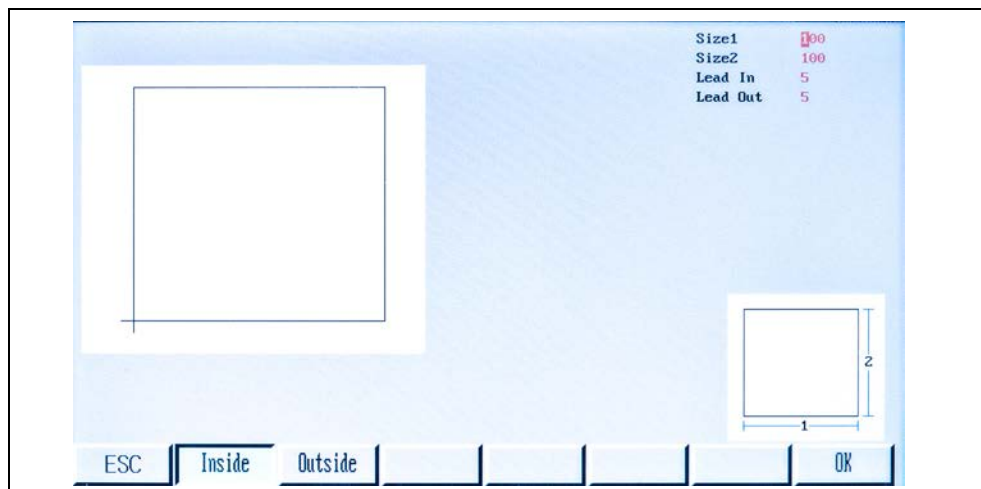 Size1 100
Size2 100
Lead In 5
Lead Out 5
2
1
ESC Inside Outside OK